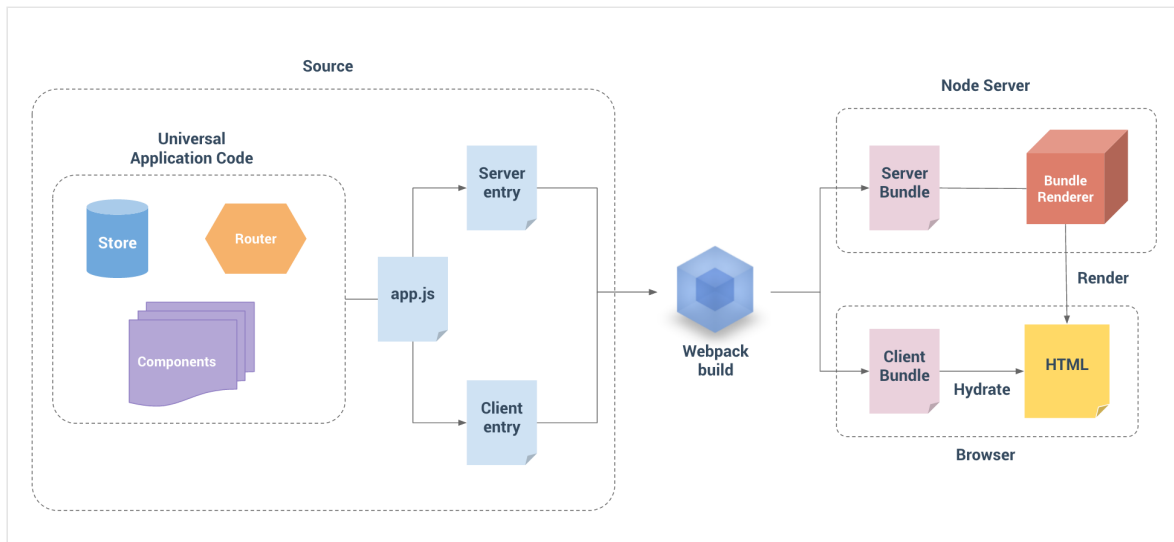 Source
Universal
Application Code
Store
Router
Components
app.js
Server
entry
Client
entry
Webpack
build
Node Server
Server
Bundle
Bundle
Renderer
Render
Client
Bundle
Hydrate
HTML
Browser